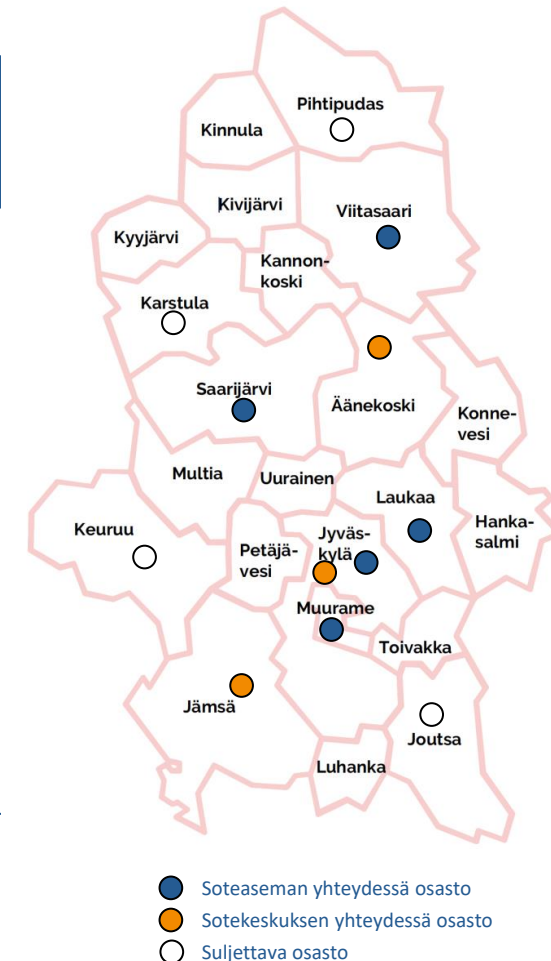 Pihtipudas
Kinnula
Kivijärvi
Viitasaari
Kyyjärvi
Kannon-
koski
Karstula
Saarijärvi
Äänekoski
Konne-
vesi
Multia
Uurainen
Laukaa
Keuruu
Petäjä-
vesi
Jyväs-
kylä
Hanka-
salmi
Muurame
Toivakka
Jämsä
Joutsa
Luhanka
Soteaseman yhteydessä osasto
Sotekeskuksen yhteydessä osasto
Suljettava osasto